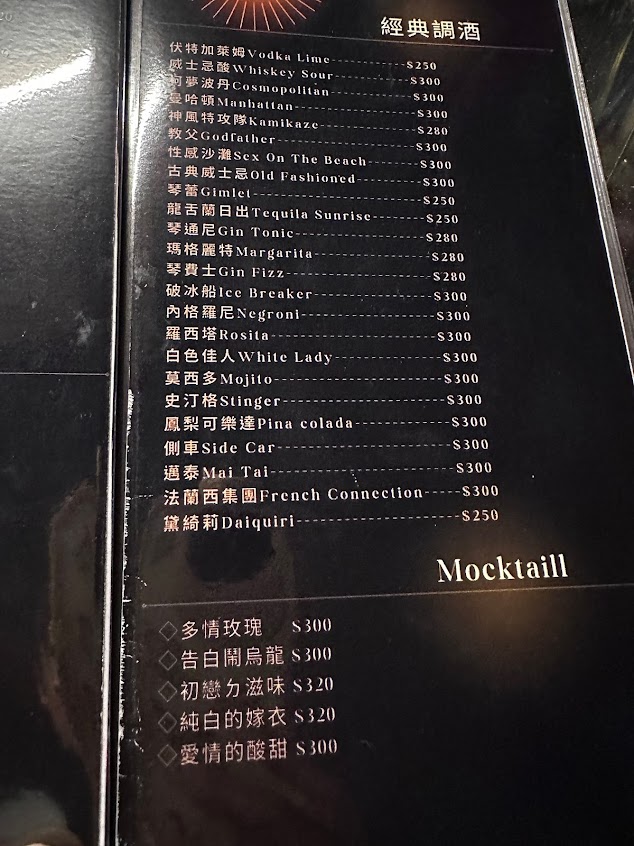 經典調酒
伏特加萊姆Vodka Lime------------$250
威士忌酸Whiskey Sour------------$300
柯夢波丹Cosmopolitan-------------$300
曼哈頓Manhattan-------------------$300
神風特攻隊Kamikaze---------------$280
教父Godfather----------------------$300
性感沙灘Sex On The Beach--------$300
古典威士忌Old Fashioned----------$300
琴蕾Gimlet--------------------------$250
龍舌蘭日出Tequila Sunrise--------$250
琴通尼Gin Tonic-------------------$280
瑪格麗特Margarita-----------------$280
琴費士Gin Fizz---------------------$280
破冰船Ice Breaker-----------------$300
內格羅尼Negroni-------------------$300
羅西塔Rosita-----------------------$300
白色佳人White Lady---------------$300
莫西多Mojito-----------------------$300
史汀格Stinger----------------------$300
鳳梨可樂達Pina colada------------$300
側車Side Car-----------------------$300
邁泰Mai Tai------------------------$300
法蘭西集團French Connection-----$300
黛綺莉Daiquiri---------------------$250
Mocktaill
◇多情玫瑰 $300
◇告白鬧烏龍 $300
◇初戀ㄉ滋味 $320
◇純白的嫁衣 $320
◇愛情的酸甜 $300